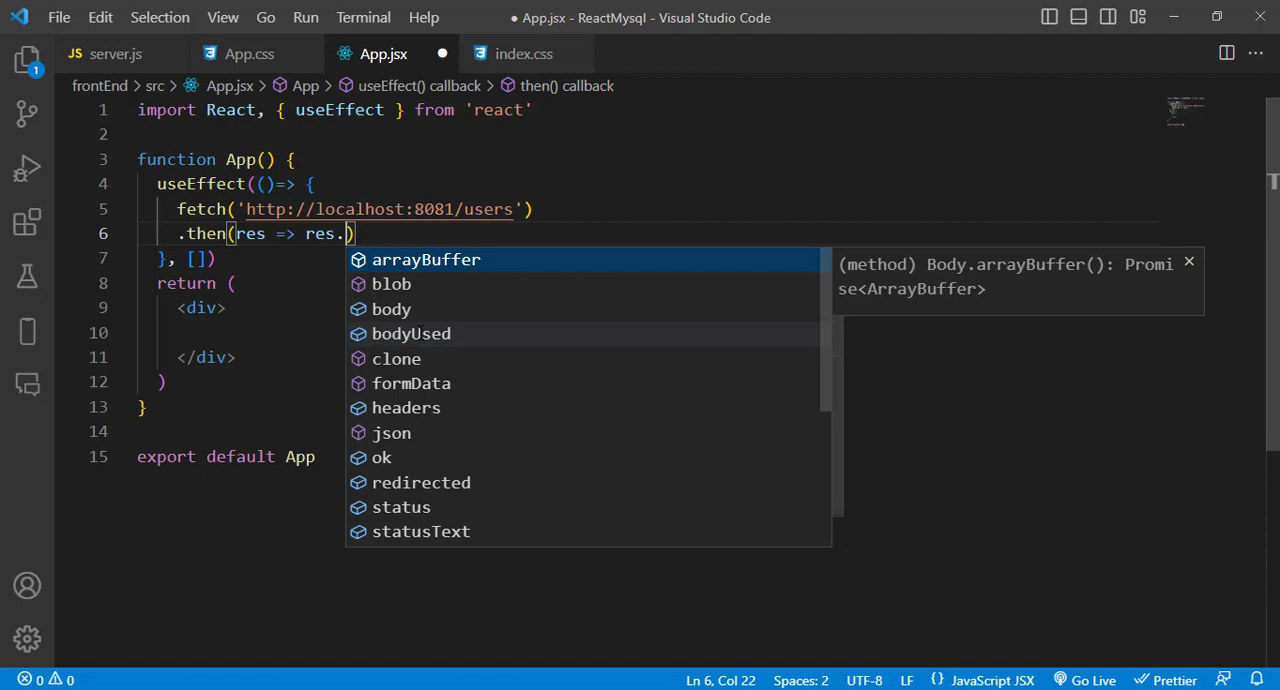 File Edit Selection View Go Run Terminal Help ● App.jsx - ReactMysql - Visual Studio Code
JS server.js App.css App.jsx ● index.css ···
1
frontEnd > src > App.jsx > App > useEffect() callback > then() callback
1 import React, { useEffect } from 'react'
2
3 function App() {
4 useEffect(()=> {
5 fetch('http://localhost:8081/users')
6 .then(res => res.)
7 }, [])
8 return (
9 <div>
10
11 </div>
12 )
13 }
14
15 export default App
arrayBuffer
blob
body
bodyUsed
clone
formData
headers
json
ok
redirected
status
statusText
(method) Body.arrayBuffer(): Promi
se<ArrayBuffer>
0 0 Ln 6, Col 22 Spaces: 2 UTF-8 LF {} JavaScript JSX Go Live Prettier